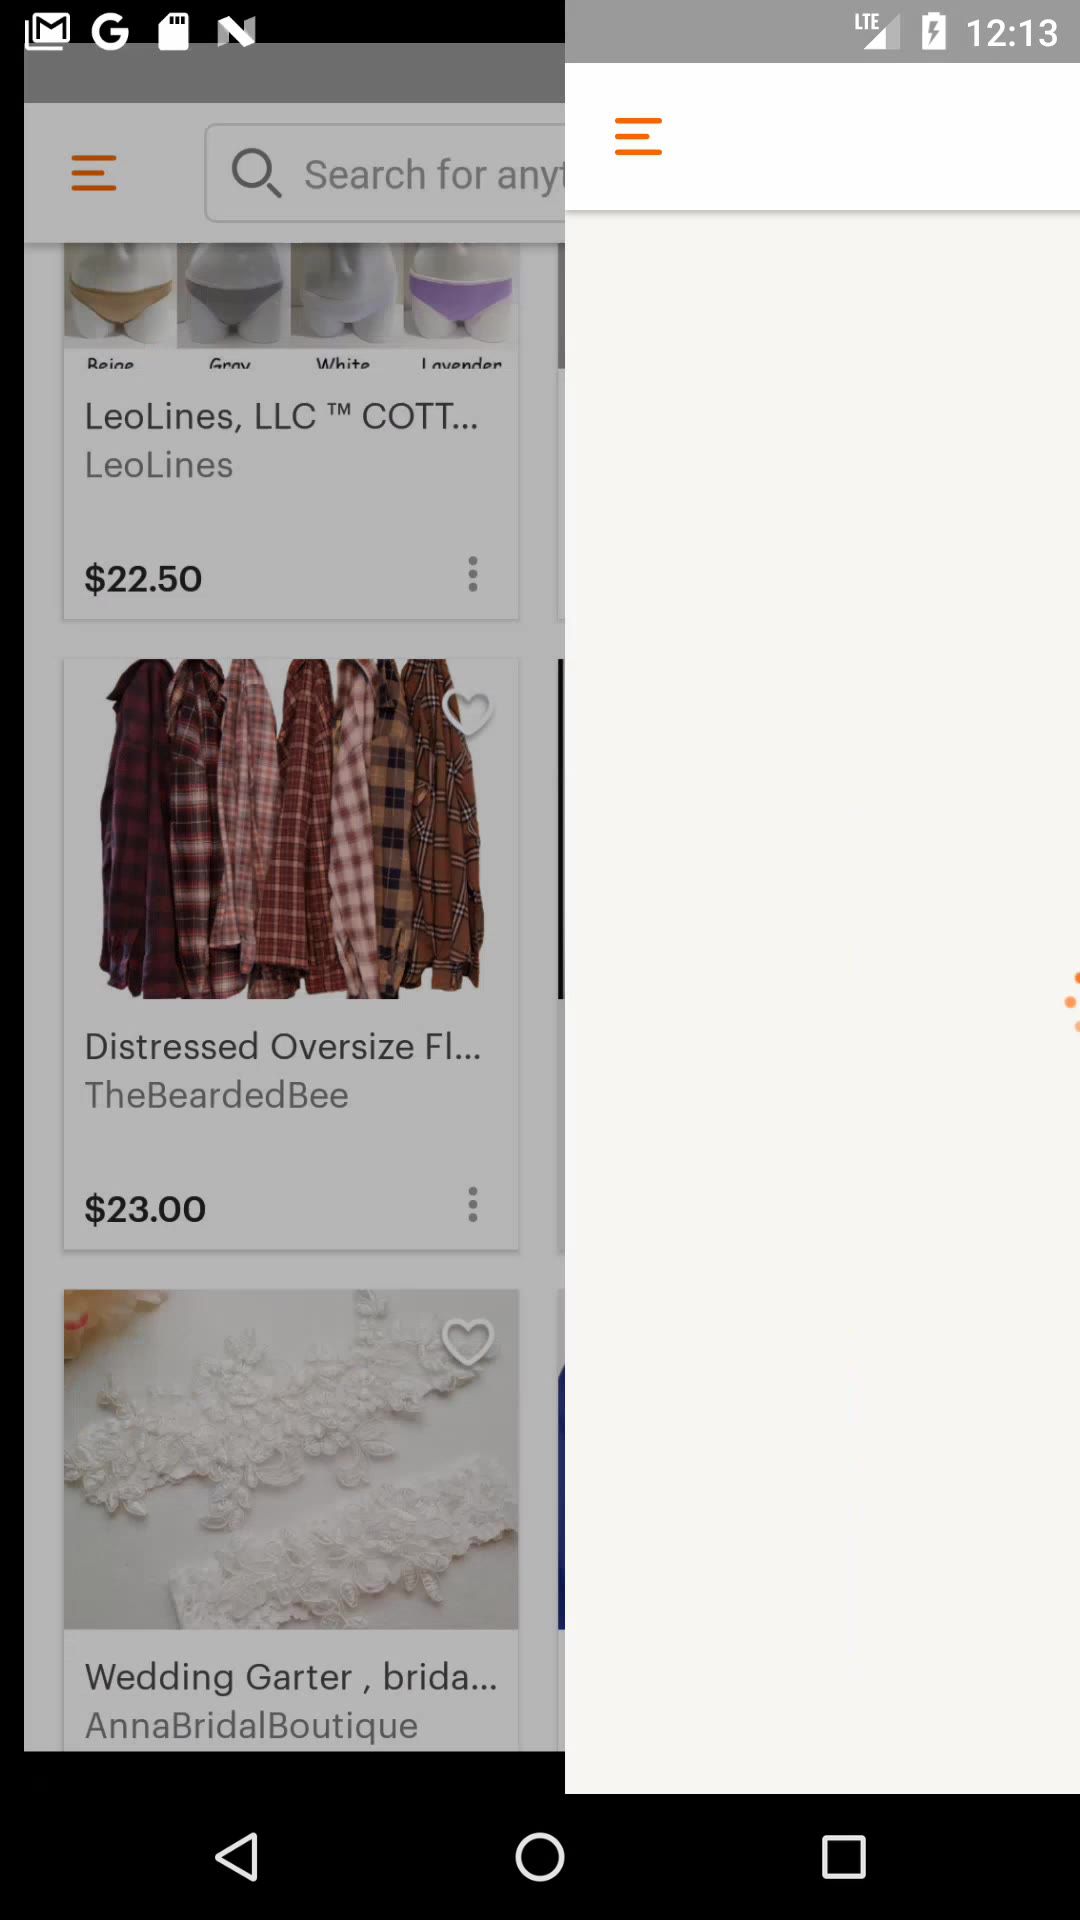 LTE 12:13
Search for anyt
Beige Gray White Lavender
LeoLines, LLC ™ COTT...
LeoLines
$22.50
Distressed Oversize Fl...
TheBeardedBee
$23.00
Wedding Garter , brida...
AnnaBridalBoutique